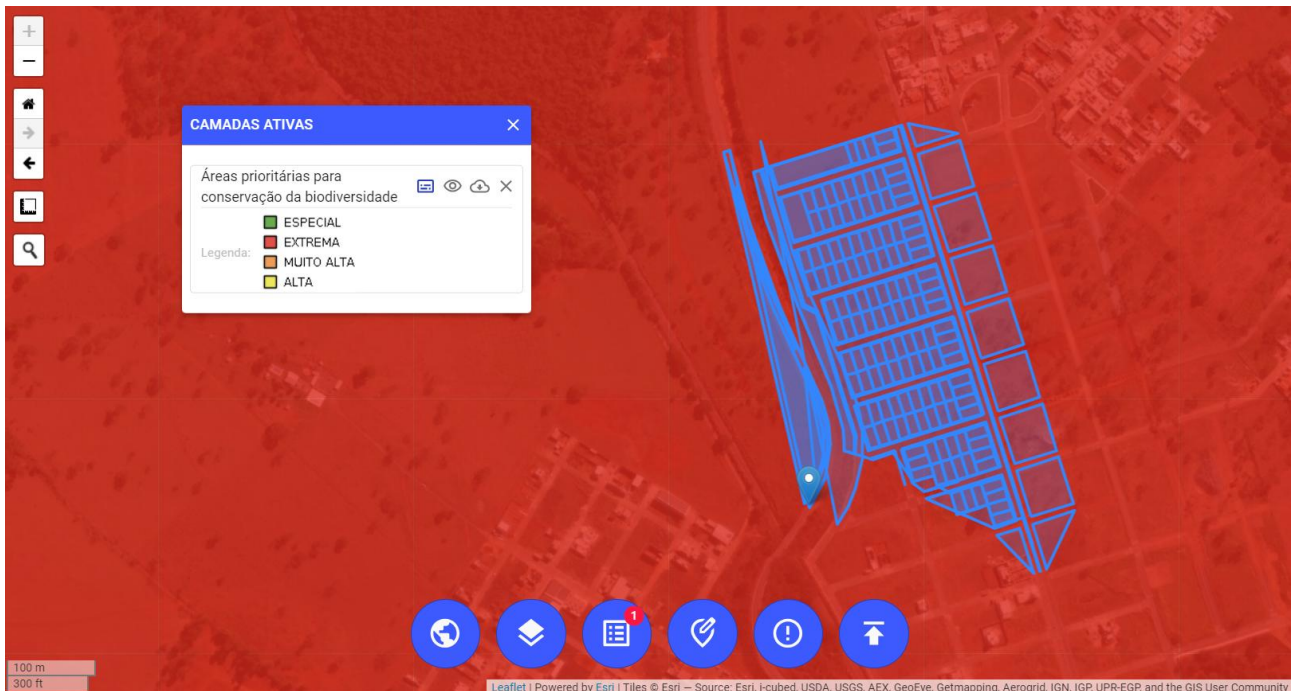 CAMADAS ATIVAS
Áreas prioritárias para
conservação da biodiversidade
Legenda:
ESPECIAL
EXTREMA
MUITO ALTA
ALTA
1
100 m
300 ft
Leaflet | Powered by Esri | Tiles © Esri — Source: Esri, i-cubed, USDA, USGS, AEX, GeoEye, Getmapping, Aerogrid, IGN, IGP, UPR-EGP, and the GIS User Community